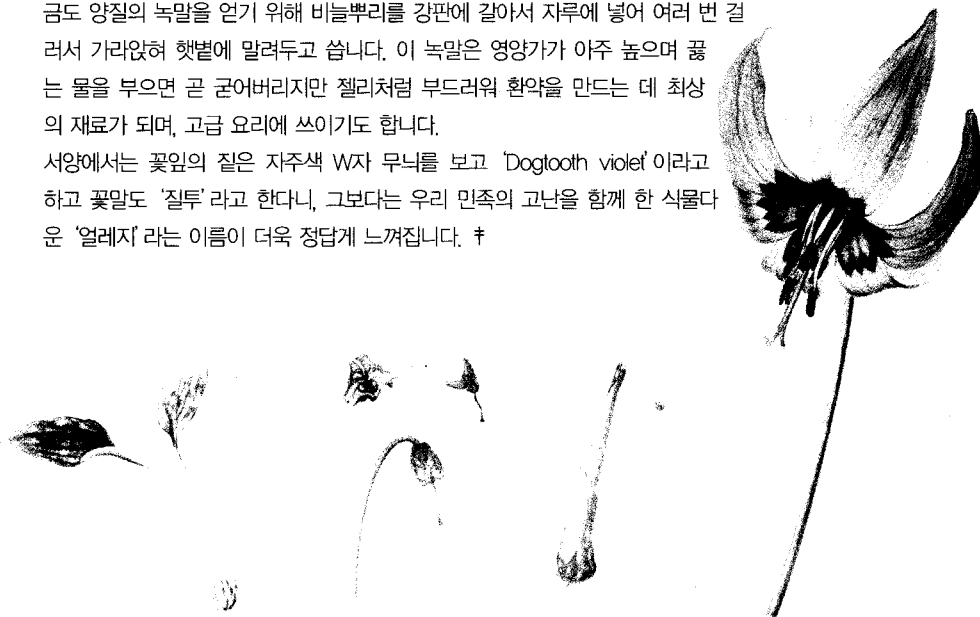 금도 양질의 녹말을 얻기 위해 비늘뿌리를 강판에 갈아서 자루에 넣어 여러 번 걸
러서 가라앉혀 햇볕에 말려두고 씁니다. 이 녹말은 영양가가 아주 높으며 끓
는 물을 부으면 곧 굳어버리지만 젤리처럼 부드러워 환약을 만드는 데 최상
의 재료가 되며, 고급 요리에 쓰이기도 합니다.
서양에서는 꽃잎의 짙은 자주색 W자 무늬를 보고 ‘Dogtooth violet’이라고
하고 꽃말도 ‘질투’라고 한다니, 그보다는 우리 민족의 고난을 함께 한 식물다
운 ‘얼레지’라는 이름이 더욱 정답게 느껴집니다. ‡